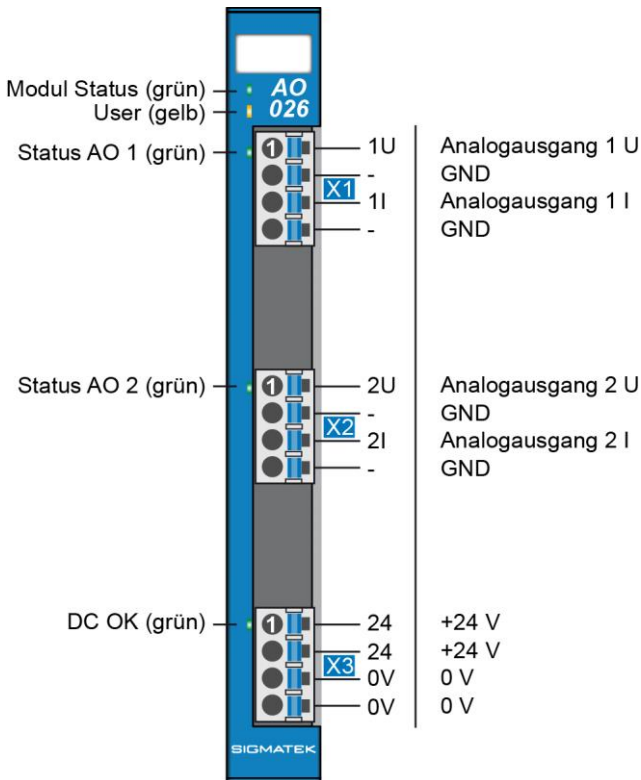 Modul Status (grün) AO
User (gelb) 026
Status AO 1 (grün) 1 1U Analogausgang 1 U
- GND
X1
1I Analogausgang 1 I
- GND
Status AO 2 (grün) 1 2U Analogausgang 2 U
- GND
X2
2I Analogausgang 2 I
- GND
DC OK (grün) 1 24 +24 V
24 +24 V
X3
0V 0 V
0V 0 V
SIGMATEK